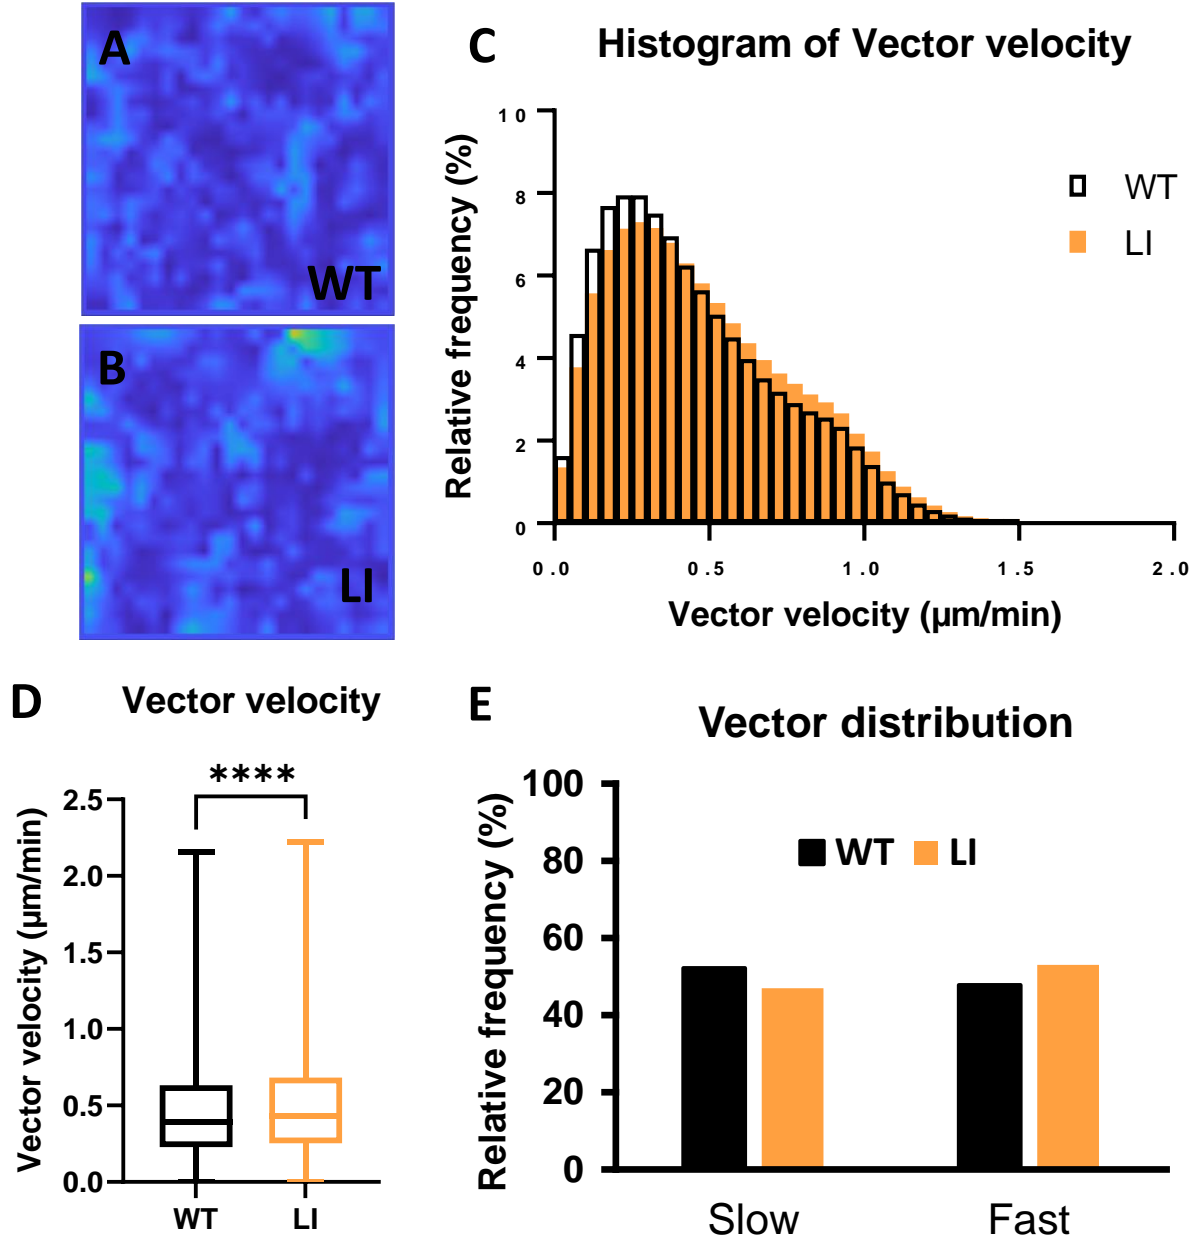 A
WT
B
LI
C
Histogram of Vector velocity
Relative frequency (%)
10
8
6
4
2
0
0.0 0.5 1.0 1.5 2.0
Vector velocity (μm/min)
WT
LI
D
Vector velocity
****
Vector velocity (μm/min)
2.5
2.0
1.5
1.0
0.5
0.0
WT LI
E
Vector distribution
Relative frequency (%)
100
80
60
40
20
0
WT LI
Slow Fast